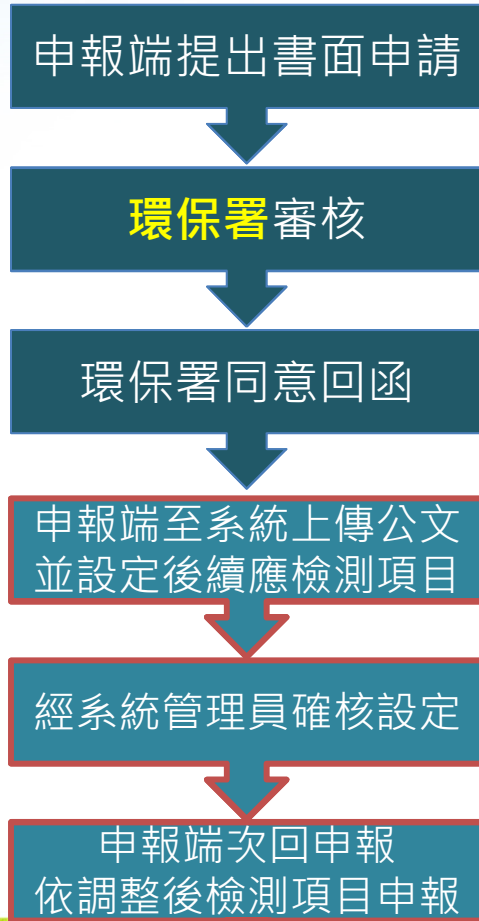 申報端提出書面申請
環保署審核
環保署同意回函
申報端至系統上傳公文
並設定後續應檢測項目
經系統管理員確核設定
申報端次回申報
依調整後檢測項目申報